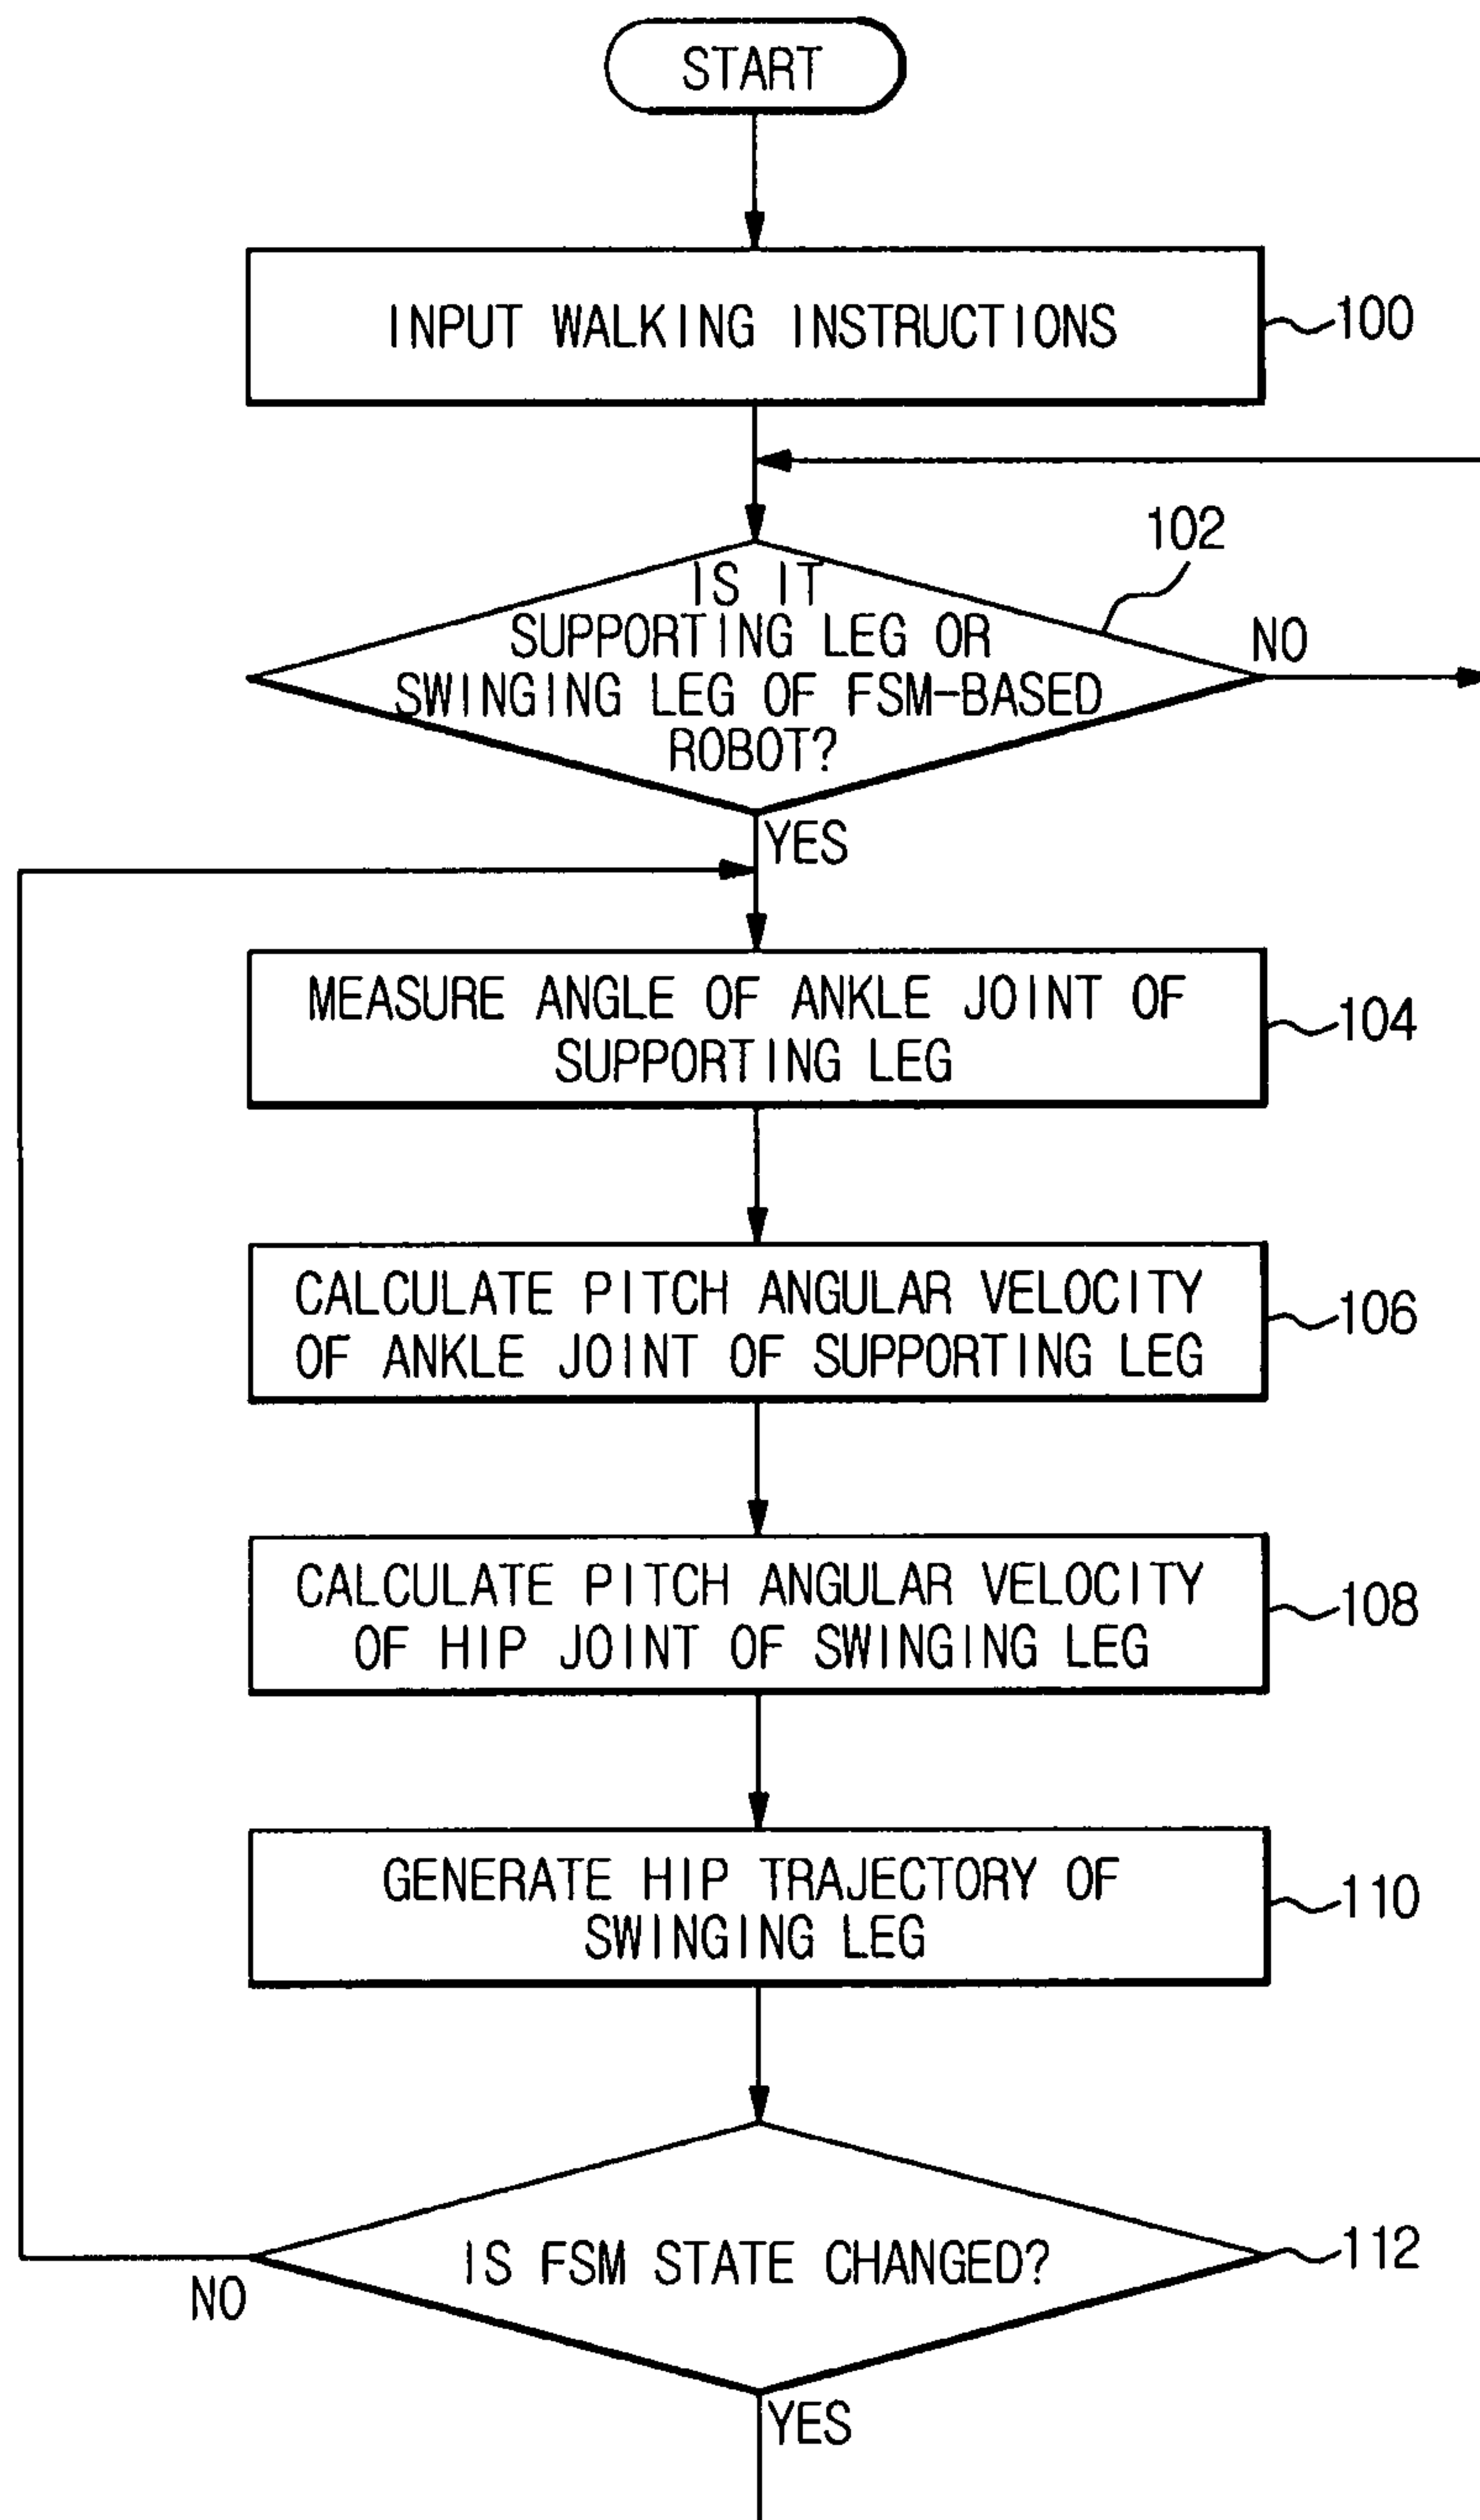 START
INPUT WALKING INSTRUCTIONS
100
102
IS IT
SUPPORTING LEG OR
SWINGING LEG OF FSM-BASED
ROBOT?
NO
YES
MEASURE ANGLE OF ANKLE JOINT OF
SUPPORTING LEG
104
CALCULATE PITCH ANGULAR VELOCITY
OF ANKLE JOINT OF SUPPORTING LEG
106
CALCULATE PITCH ANGULAR VELOCITY
OF HIP JOINT OF SWINGING LEG
108
GENERATE HIP TRAJECTORY OF
SWINGING LEG
110
IS FSM STATE CHANGED?
112
NO
YES